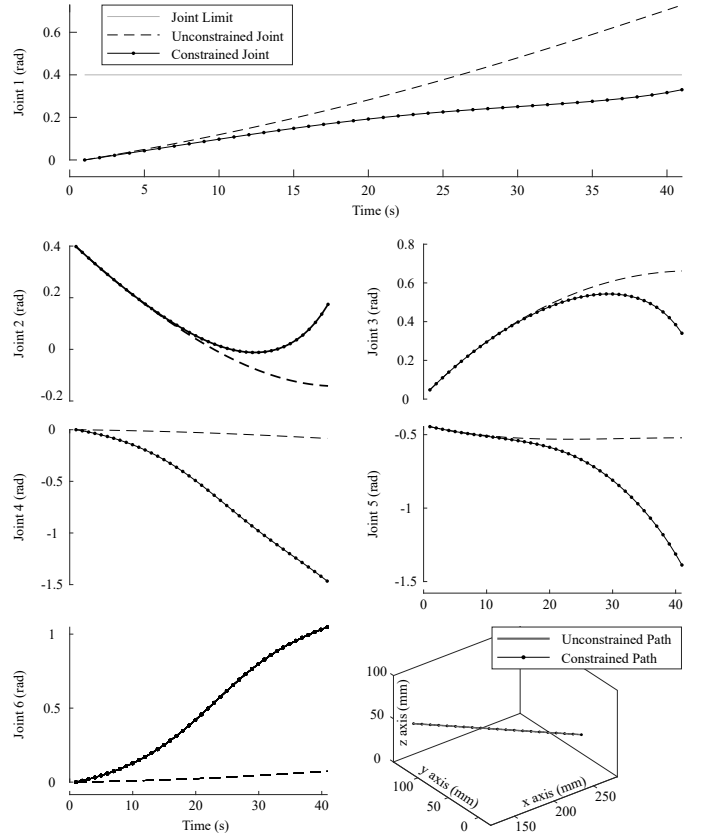 Joint Limit
Unconstrained Joint
Constrained Joint
Joint 1 (rad)
0.6
0.4
0.2
0
0 5 10 15 20 25 30 35 40
Time (s)
Joint 2 (rad)
0.4
0.2
0
-0.2
Joint 3 (rad)
0.8
0.6
0.4
0.2
0
Joint 4 (rad)
0
-0.5
-1
-1.5
Joint 5 (rad)
-0.5
-1
-1.5
0 10 20 30 40
Joint 6 (rad)
1
0.5
0
0 10 20 30 40
Time (s)
Unconstrained Path
Constrained Path
z axis (mm)
100
50
0
y axis (mm)
100
50
0
x axis (mm)
150
200
250